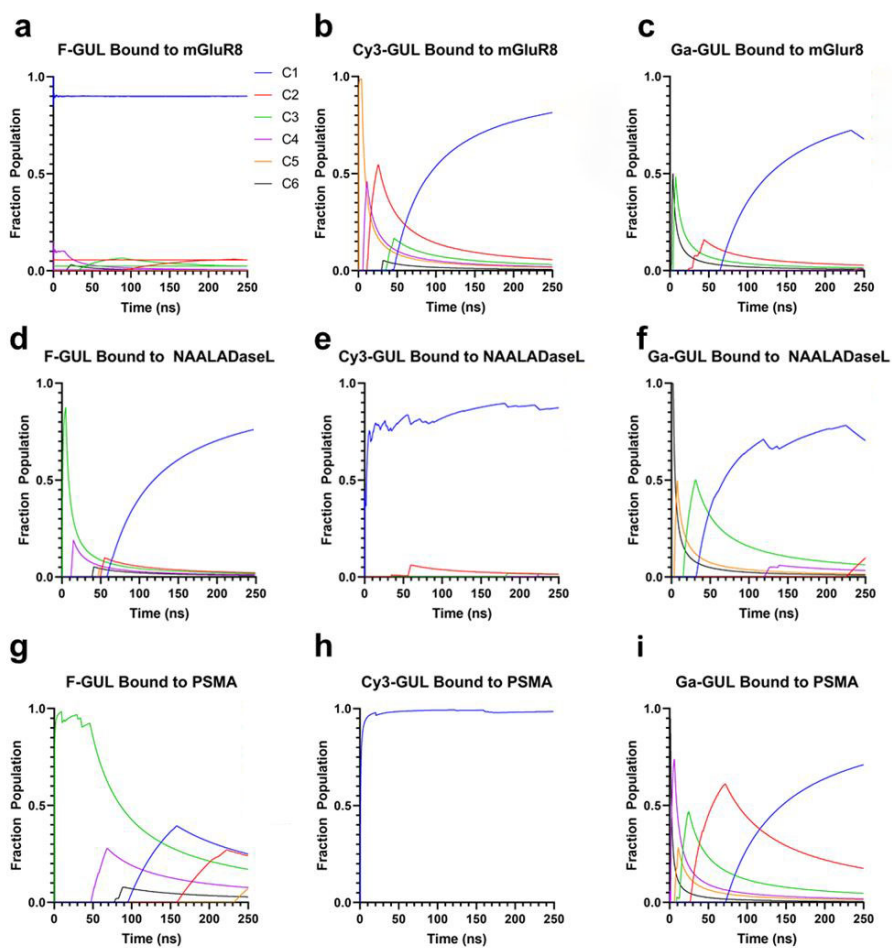 a
F-GUL Bound to mGluR8
Fraction Population
1.0
0.5
0.0
0 50 100 150 200 250
Time (ns)
C1
C2
C3
C4
C5
C6
b
Cy3-GUL Bound to mGluR8
Fraction Population
1.0
0.5
0.0
0 50 100 150 200 250
Time (ns)
c
Ga-GUL Bound to mGlur8
Fraction Population
1.0
0.5
0.0
0 50 100 150 200 250
Time (ns)
d
F-GUL Bound to NAALADaseL
Fraction Population
1.0
0.5
0.0
0 50 100 150 200 250
Time (ns)
e
Cy3-GUL Bound to NAALADaseL
Fraction Population
1.0
0.5
0.0
0 50 100 150 200 250
Time (ns)
f
Ga-GUL Bound to NAALADaseL
Fraction Population
1.0
0.5
0.0
0 50 100 150 200 250
Time (ns)
g
F-GUL Bound to PSMA
Fraction Population
1.0
0.5
0.0
0 50 100 150 200 250
Time (ns)
h
Cy3-GUL Bound to PSMA
Fraction Population
1.0
0.5
0.0
0 50 100 150 200 250
Time (ns)
i
Ga-GUL Bound to PSMA
Fraction Population
1.0
0.5
0.0
0 50 100 150 200 250
Time (ns)